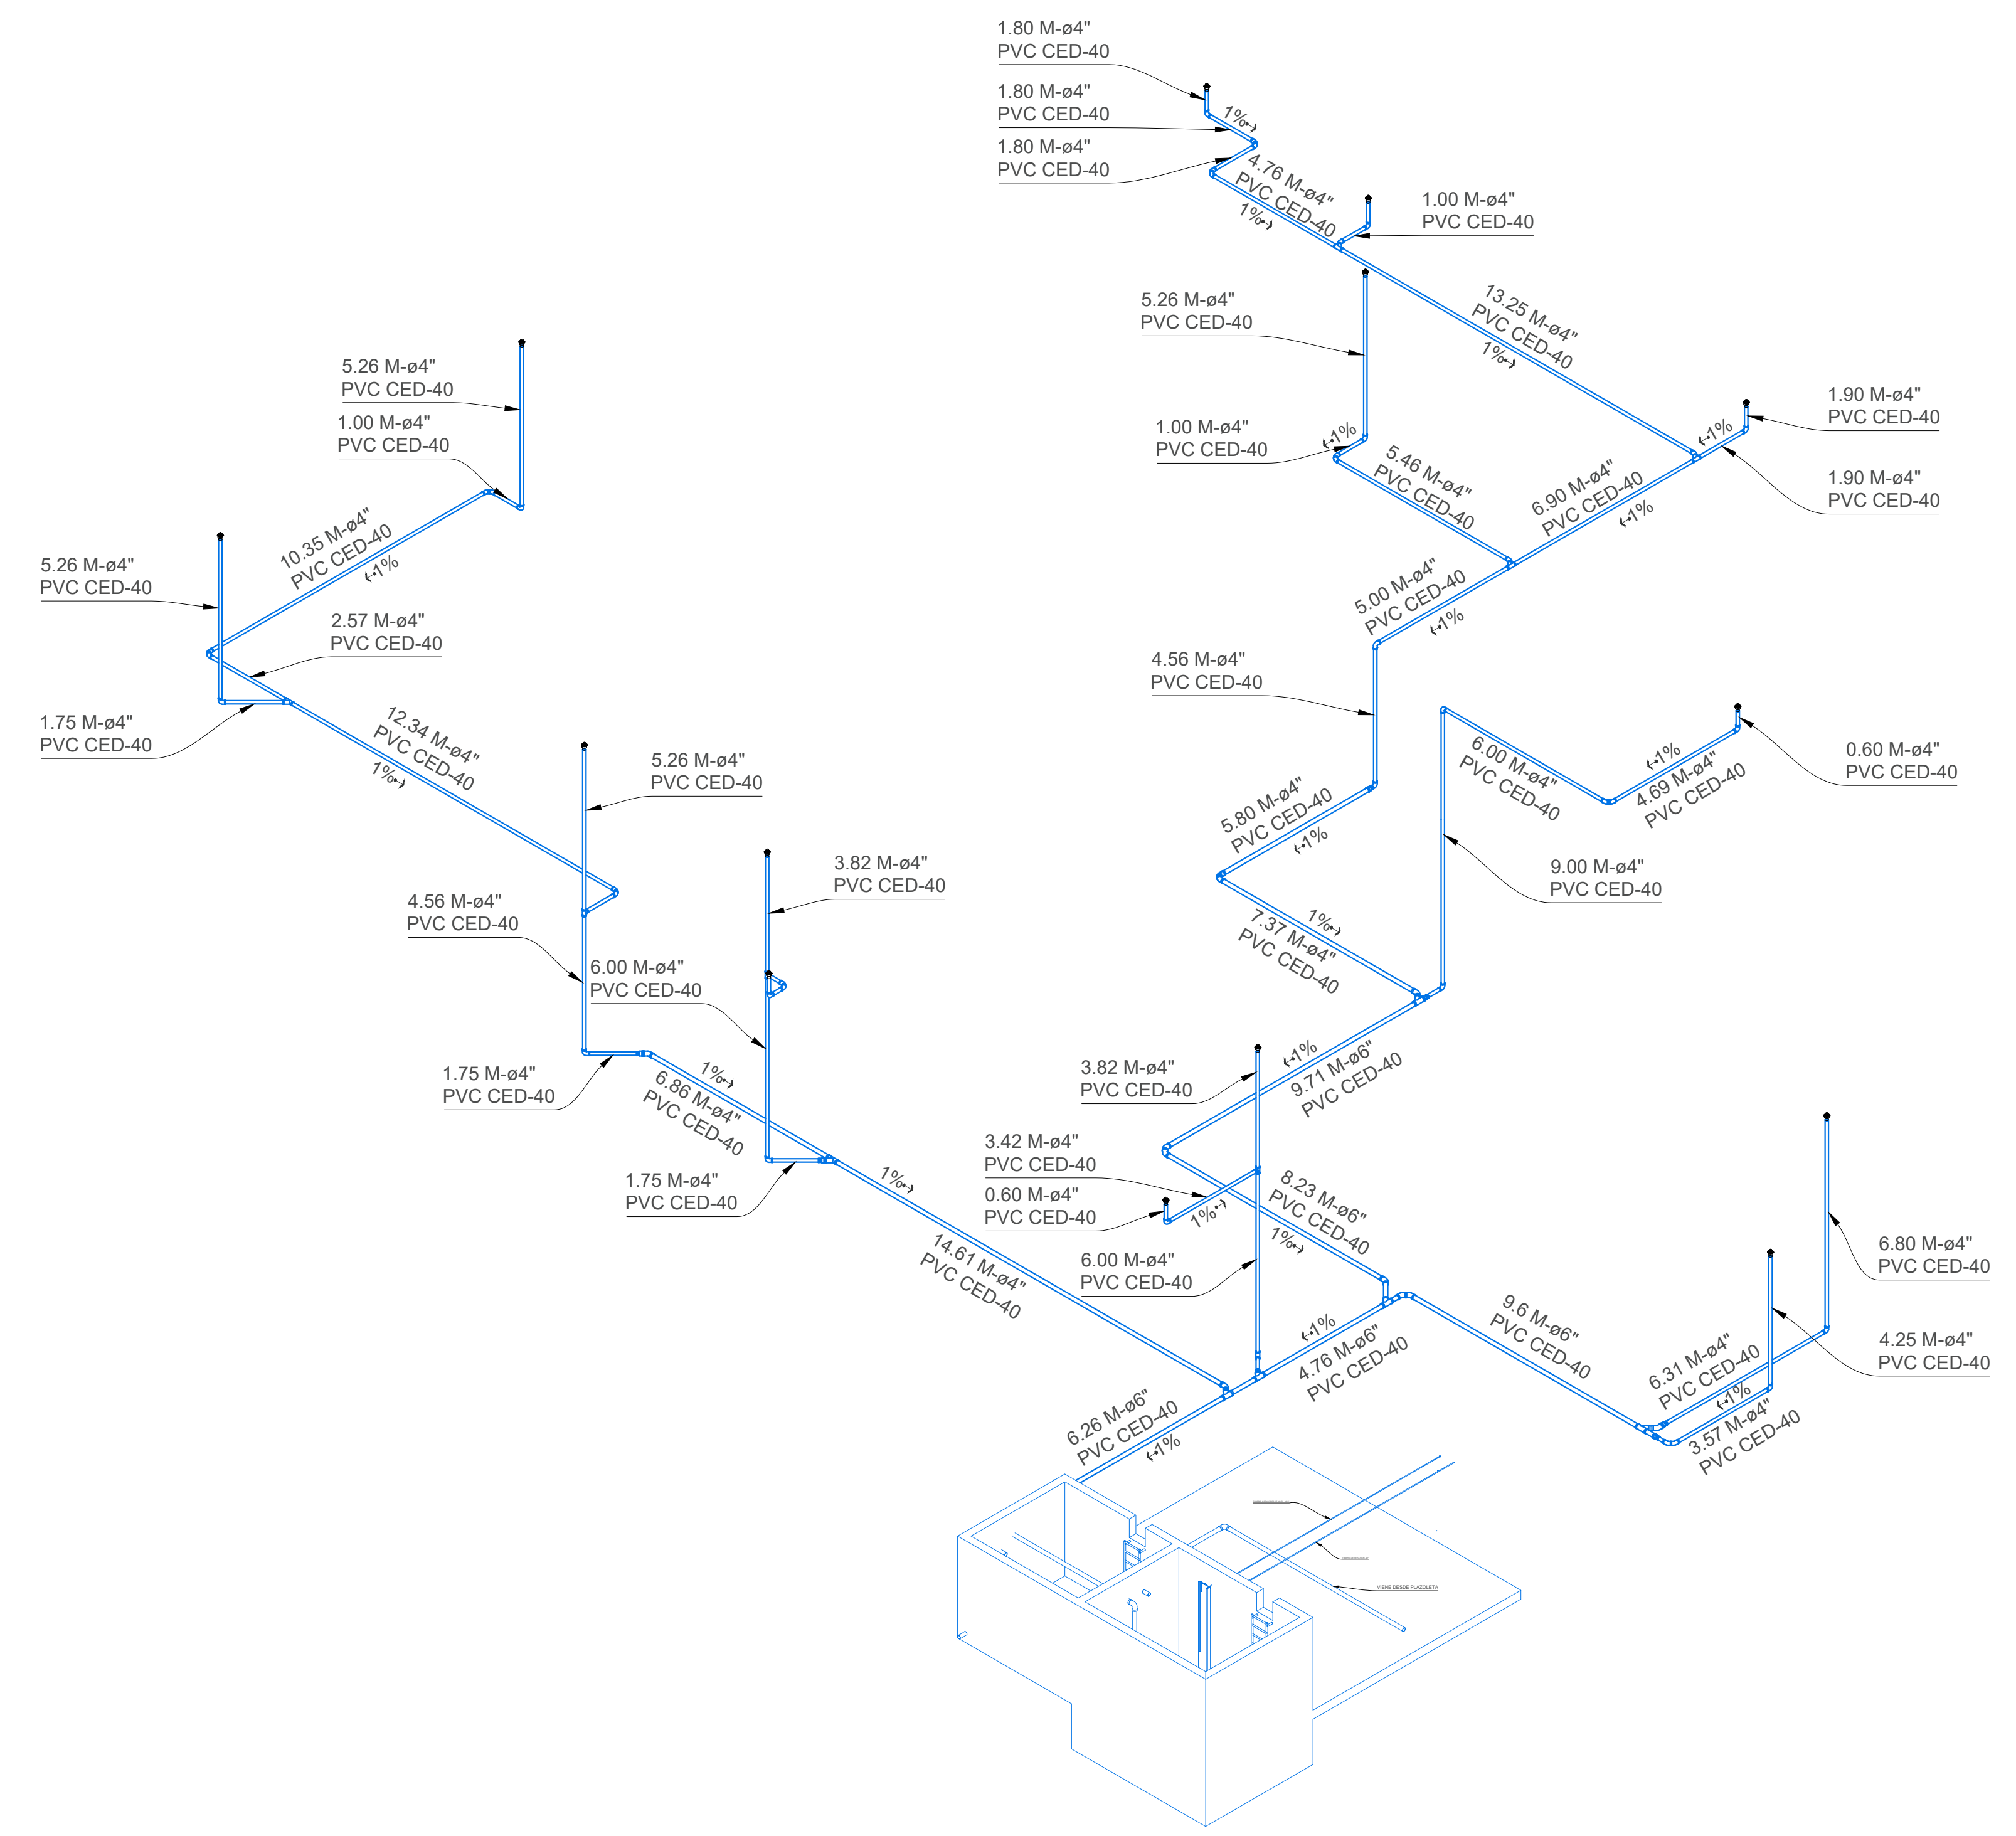 1.80 M-ø4"
PVC CED-40
1.80 M-ø4"
PVC CED-40
1.80 M-ø4"
PVC CED-40
1%
4.76 M-ø4"
PVC CED-40
1%
1.00 M-ø4"
PVC CED-40
5.26 M-ø4"
PVC CED-40
13.25 M-ø4"
PVC CED-40
1%
5.26 M-ø4"
PVC CED-40
1.00 M-ø4"
PVC CED-40
1.00 M-ø4"
PVC CED-40
1%
5.46 M-ø4"
PVC CED-40
6.90 M-ø4"
PVC CED-40
1%
1%
1.90 M-ø4"
PVC CED-40
1.90 M-ø4"
PVC CED-40
10.35 M-ø4"
PVC CED-40
1%
5.26 M-ø4"
PVC CED-40
2.57 M-ø4"
PVC CED-40
1.75 M-ø4"
PVC CED-40
12.34 M-ø4"
PVC CED-40
1%
5.00 M-ø4"
PVC CED-40
1%
4.56 M-ø4"
PVC CED-40
5.26 M-ø4"
PVC CED-40
6.00 M-ø4"
PVC CED-40
1%
4.69 M-ø4"
PVC CED-40
0.60 M-ø4"
PVC CED-40
5.80 M-ø4"
PVC CED-40
1%
9.00 M-ø4"
PVC CED-40
3.82 M-ø4"
PVC CED-40
4.56 M-ø4"
PVC CED-40
6.00 M-ø4"
PVC CED-40
1%
7.37 M-ø4"
PVC CED-40
1.75 M-ø4"
PVC CED-40
1%
6.86 M-ø4"
PVC CED-40
1.75 M-ø4"
PVC CED-40
3.82 M-ø4"
PVC CED-40
1%
9.71 M-ø6"
PVC CED-40
3.42 M-ø4"
PVC CED-40
0.60 M-ø4"
PVC CED-40
1%
8.23 M-ø6"
PVC CED-40
1%
1%
14.61 M-ø4"
PVC CED-40
6.00 M-ø4"
PVC CED-40
1%
4.76 M-ø6"
PVC CED-40
9.6 M-ø6"
PVC CED-40
6.80 M-ø4"
PVC CED-40
4.25 M-ø4"
PVC CED-40
6.31 M-ø4"
PVC CED-40
1%
3.57 M-ø4"
PVC CED-40
6.26 M-ø6"
PVC CED-40
1%
VIENE DESDE PLAZOLETA